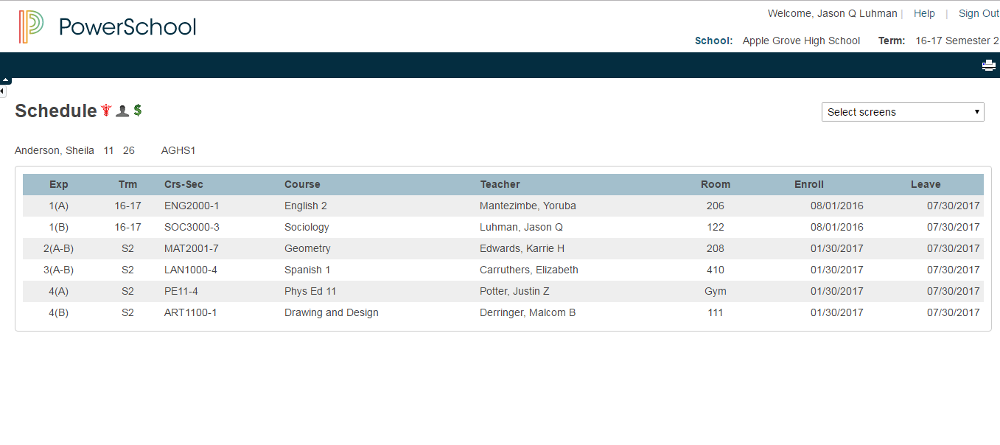 PowerSchool
Welcome, Jason Q Luhman | Help | Sign Out
School: Apple Grove High School Term: 16-17 Semester 2
Schedule
Select screens
Anderson, Sheila 11 26 AGHS1
Exp Trm Crs-Sec Course Teacher Room Enroll Leave
1(A) 16-17 ENG2000-1 English 2 Mantezimbe, Yoruba 206 08/01/2016 07/30/2017
1(B) 16-17 SOC3000-3 Sociology Luhman, Jason Q 122 08/01/2016 07/30/2017
2(A-B) S2 MAT2001-7 Geometry Edwards, Karrie H 208 01/30/2017 07/30/2017
3(A-B) S2 LAN1000-4 Spanish 1 Carruthers, Elizabeth 410 01/30/2017 07/30/2017
4(A) S2 PE11-4 Phys Ed 11 Potter, Justin Z Gym 01/30/2017 07/30/2017
4(B) S2 ART1100-1 Drawing and Design Derringer, Malcom B 111 01/30/2017 07/30/2017